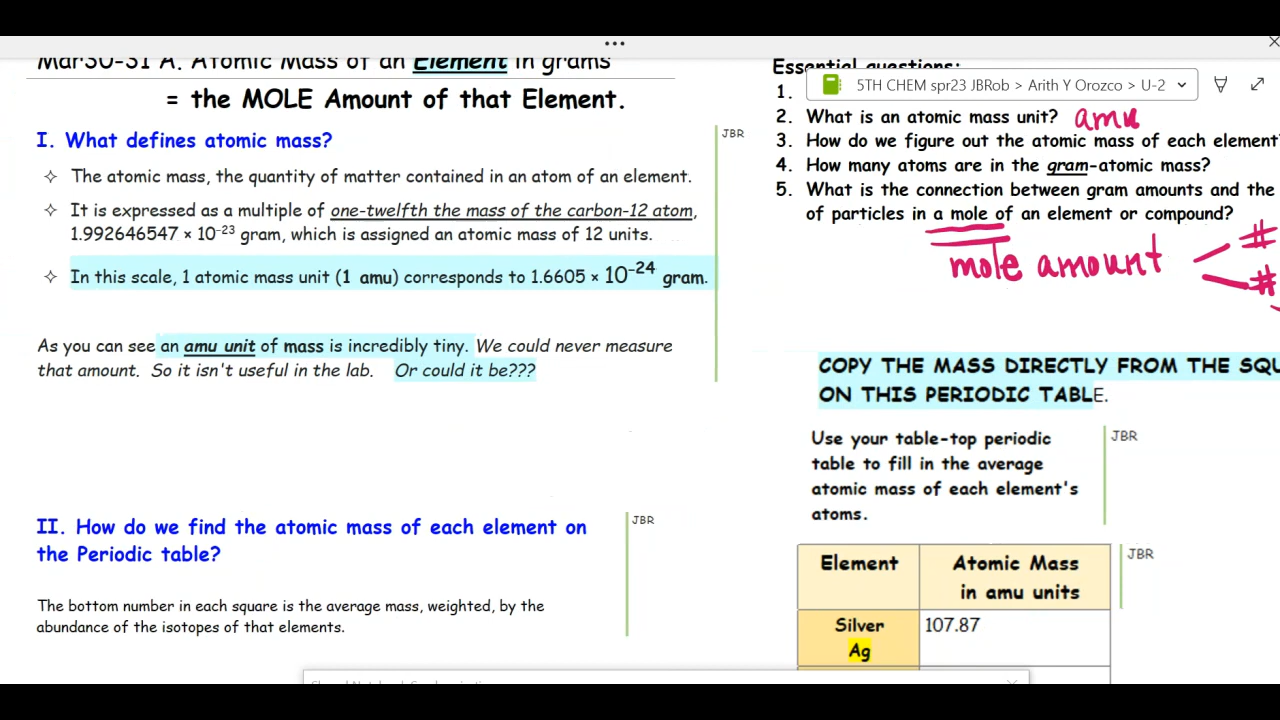 Mar30-31 A. Atomic Mass of an Element in grams
= the MOLE Amount of that Element.
I. What defines atomic mass?
JBR
✧ The atomic mass, the quantity of matter contained in an atom of an element.
✧ It is expressed as a multiple of one-twelfth the mass of the carbon-12 atom,
1.992646547 × 10⁻²³ gram, which is assigned an atomic mass of 12 units.
✧ In this scale, 1 atomic mass unit (1 amu) corresponds to 1.6605 × 10⁻²⁴ gram.
As you can see an amu unit of mass is incredibly tiny. We could never measure
that amount. So it isn't useful in the lab. Or could it be???
II. How do we find the atomic mass of each element on
the Periodic table?
JBR
The bottom number in each square is the average mass, weighted, by the
abundance of the isotopes of that elements.
Essential questions:
5TH CHEM spr23 JBRob > Arith Y Orozco > U-2
1.
2. What is an atomic mass unit? amu
3. How do we figure out the atomic mass of each element?
4. How many atoms are in the gram-atomic mass?
5. What is the connection between gram amounts and the
of particles in a mole of an element or compound?
mole amount
#
#
COPY THE MASS DIRECTLY FROM THE SQU
ON THIS PERIODIC TABLE.
Use your table-top periodic
table to fill in the average
atomic mass of each element's
atoms.
JBR
Element
Atomic Mass
in amu units
JBR
Silver
Ag
107.87